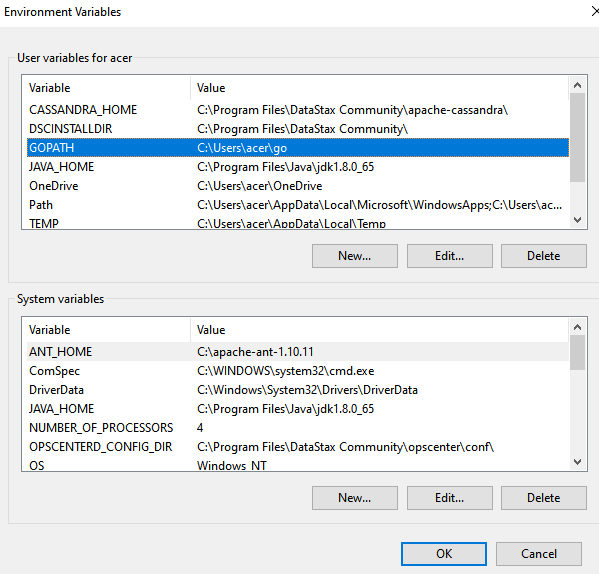 Environment Variables
User variables for acer
Variable Value
CASSANDRA_HOME C:\Program Files\DataStax Community\apache-cassandra\
DSCINSTALLDIR C:\Program Files\DataStax Community\
GOPATH C:\Users\acer\go
JAVA_HOME C:\Program Files\Java\jdk1.8.0_65
OneDrive C:\Users\acer\OneDrive
Path C:\Users\acer\AppData\Local\Microsoft\WindowsApps;C:\Users\ac...
TEMP C:\Users\acer\AppData\Local\Temp
New... Edit... Delete
System variables
Variable Value
ANT_HOME C:\apache-ant-1.10.11
ComSpec C:\WINDOWS\system32\cmd.exe
DriverData C:\Windows\System32\Drivers\DriverData
JAVA_HOME C:\Program Files\Java\jdk1.8.0_65
NUMBER_OF_PROCESSORS 4
OPSCENTERD_CONFIG_DIR C:\Program Files\DataStax Community\opscenter\conf\
OS Windows_NT
New... Edit... Delete
OK Cancel